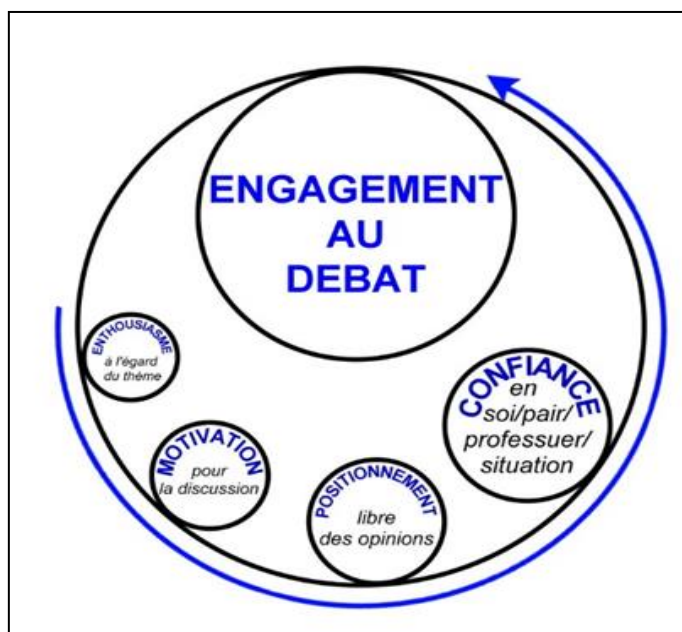 ENGAGEMENT
AU
DEBAT
ENTHOUSIASME
à l'égard
du thème
MOTIVATION
pour
la discussion
POSITIONNEMENT
libre
des opinions
CONFIANCE
en
soi/pair/
professuer/
situation